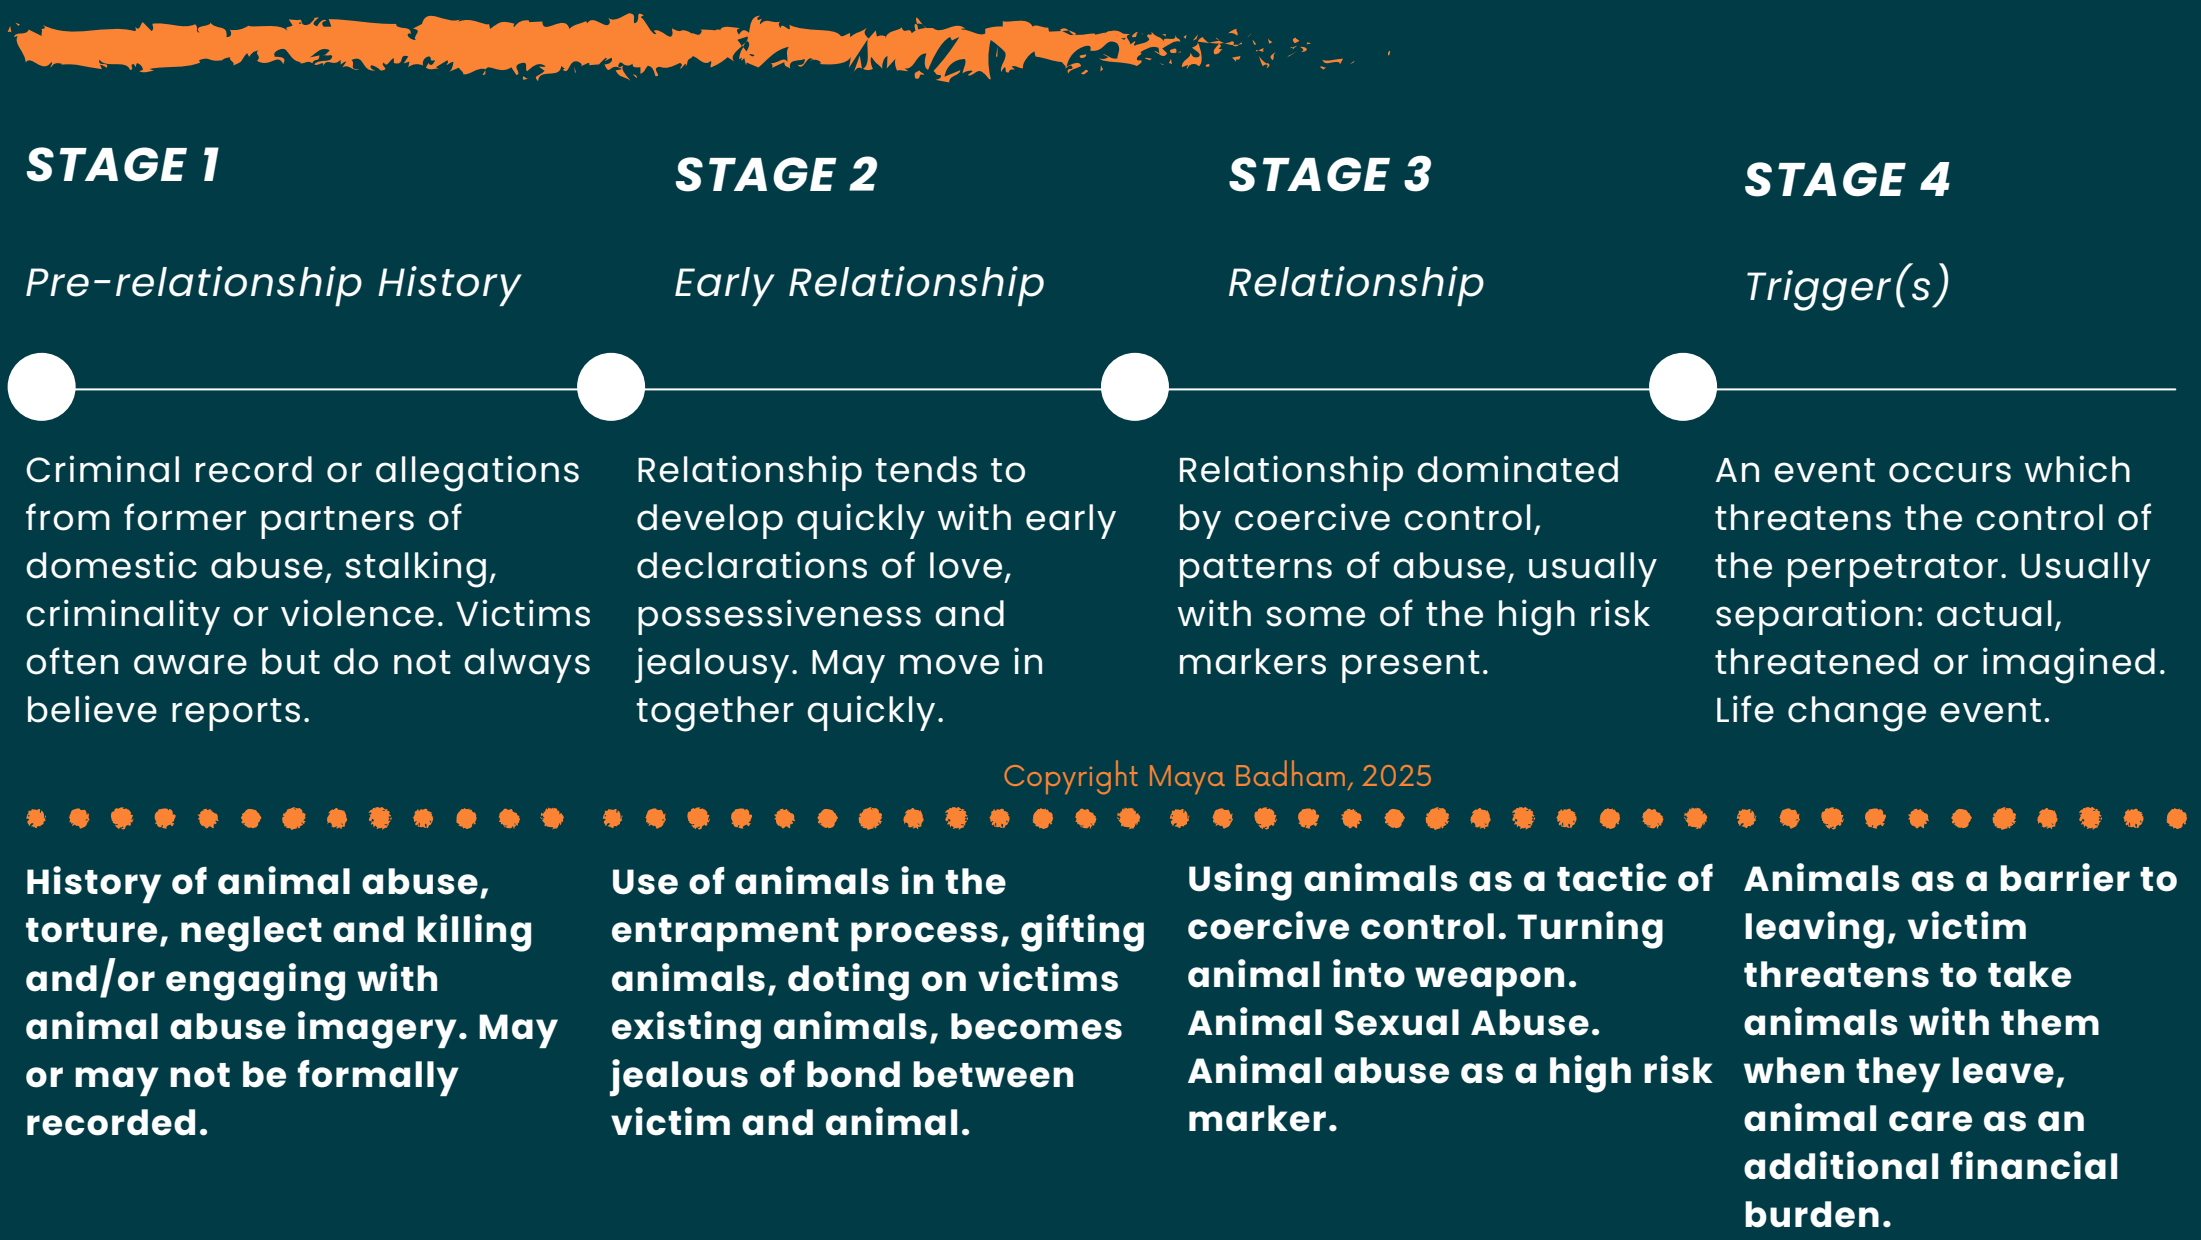 STAGE 1
Pre-relationship History
Criminal record or allegations
from former partners of
domestic abuse, stalking,
criminality or violence. Victims
often aware but do not always
believe reports.
History of animal abuse,
torture, neglect and killing
and/or engaging with
animal abuse imagery. May
or may not be formally
recorded.
STAGE 2
Early Relationship
Relationship tends to
develop quickly with early
declarations of love,
possessiveness and
jealousy. May move in
together quickly.
Use of animals in the
entrapment process, gifting
animals, doting on victims
existing animals, becomes
jealous of bond between
victim and animal.
STAGE 3
Relationship
Relationship dominated
by coercive control,
patterns of abuse, usually
with some of the high risk
markers present.
Using animals as a tactic of
coercive control. Turning
animal into weapon.
Animal Sexual Abuse.
Animal abuse as a high risk
marker.
STAGE 4
Trigger(s)
An event occurs which
threatens the control of
the perpetrator. Usually
separation: actual,
threatened or imagined.
Life change event.
Animals as a barrier to
leaving, victim
threatens to take
animals with them
when they leave,
animal care as an
additional financial
burden.
Copyright Maya Badham, 2025